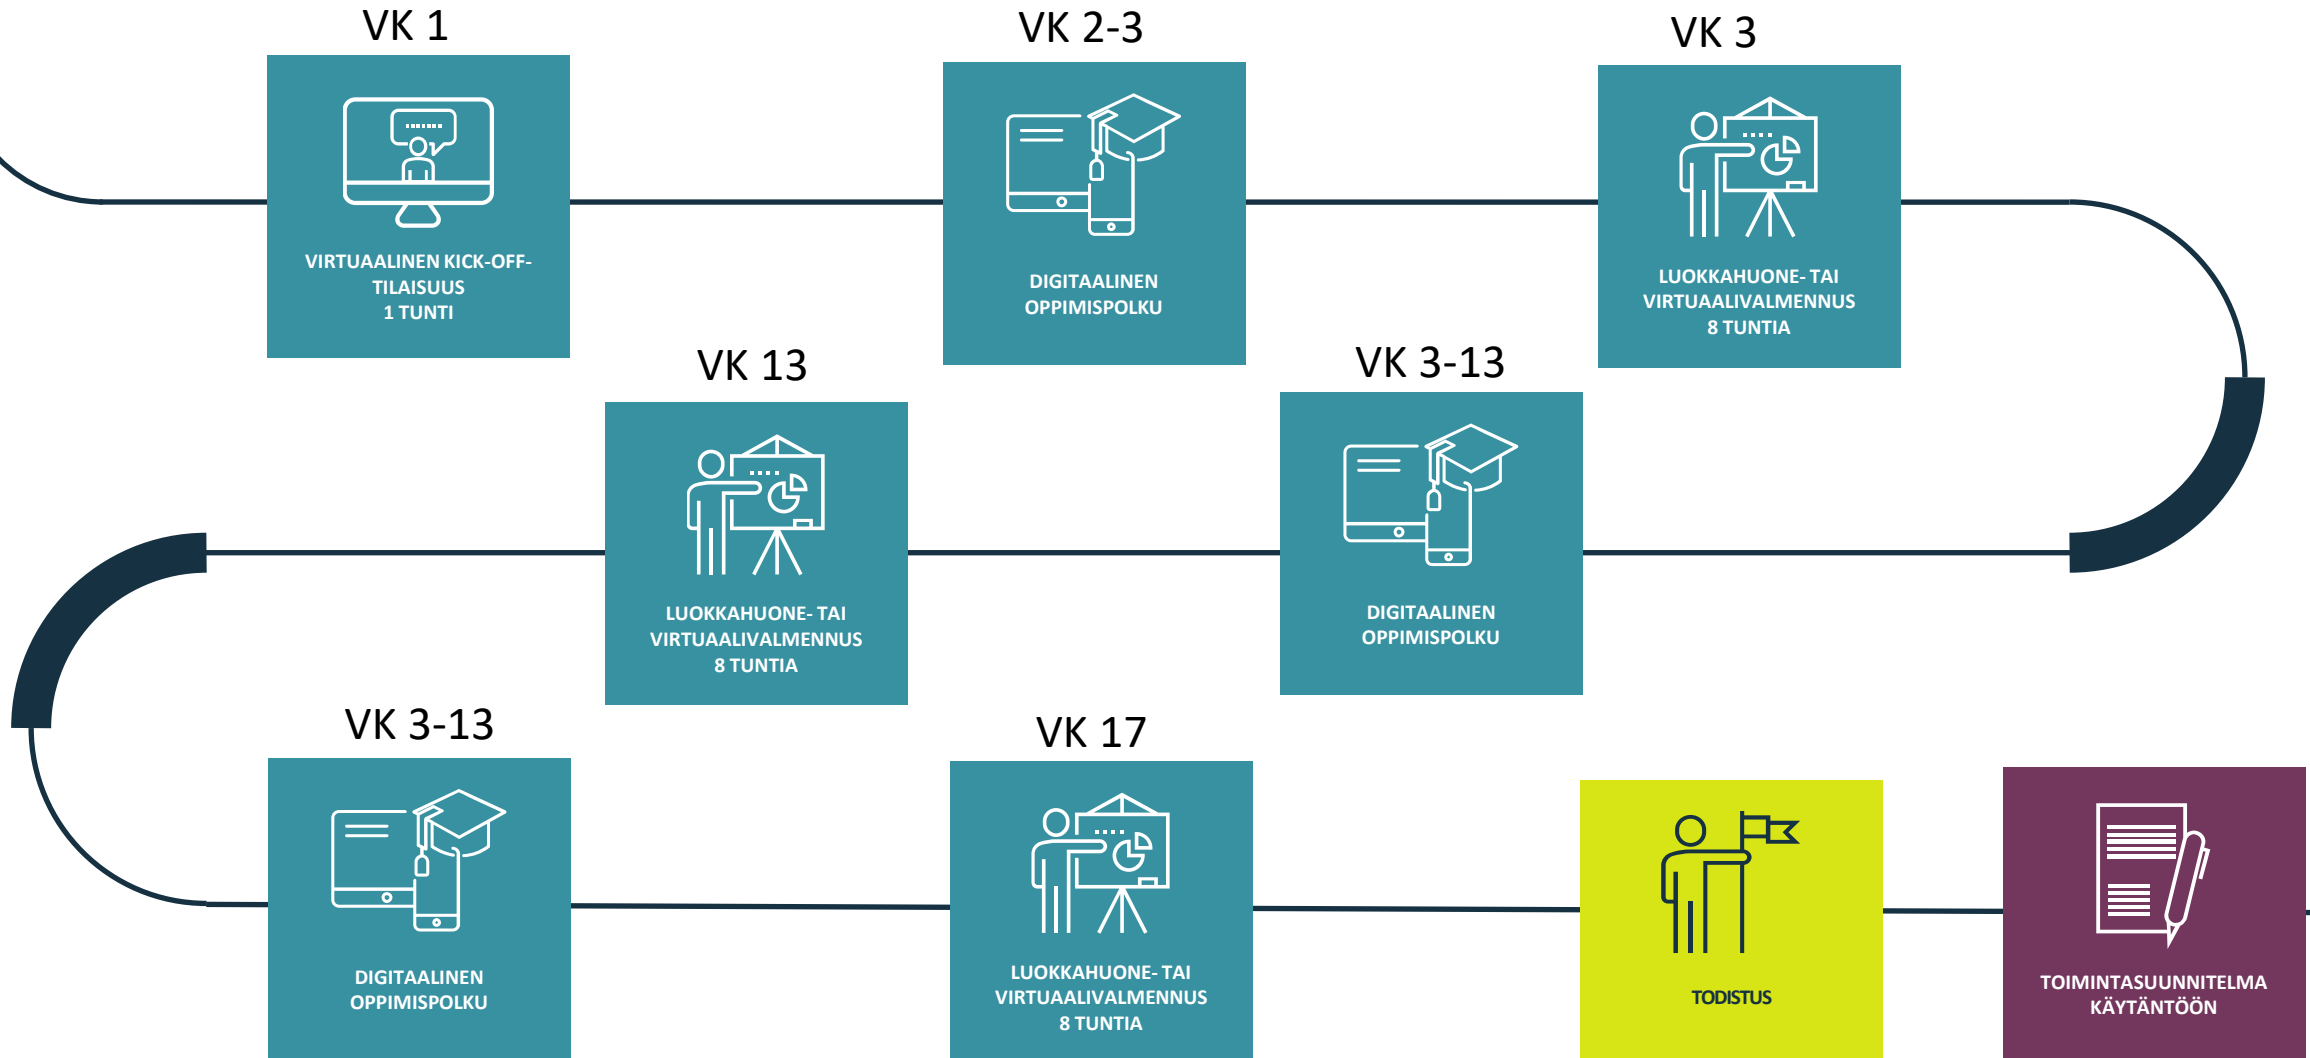 VK 1
VIRTUAALINEN KICK-OFF-
TILAISUUS
1 TUNTI
VK 2-3
DIGITAALINEN
OPPIMISPOLKU
VK 3
LUOKKAHUONE- TAI
VIRTUAALIVALMENNUS
8 TUNTIA
VK 13
LUOKKAHUONE- TAI
VIRTUAALIVALMENNUS
8 TUNTIA
VK 3-13
DIGITAALINEN
OPPIMISPOLKU
VK 3-13
DIGITAALINEN
OPPIMISPOLKU
VK 17
LUOKKAHUONE- TAI
VIRTUAALIVALMENNUS
8 TUNTIA
TODISTUS
TOIMINTASUUNNITELMA
KÄYTÄNTÖÖN